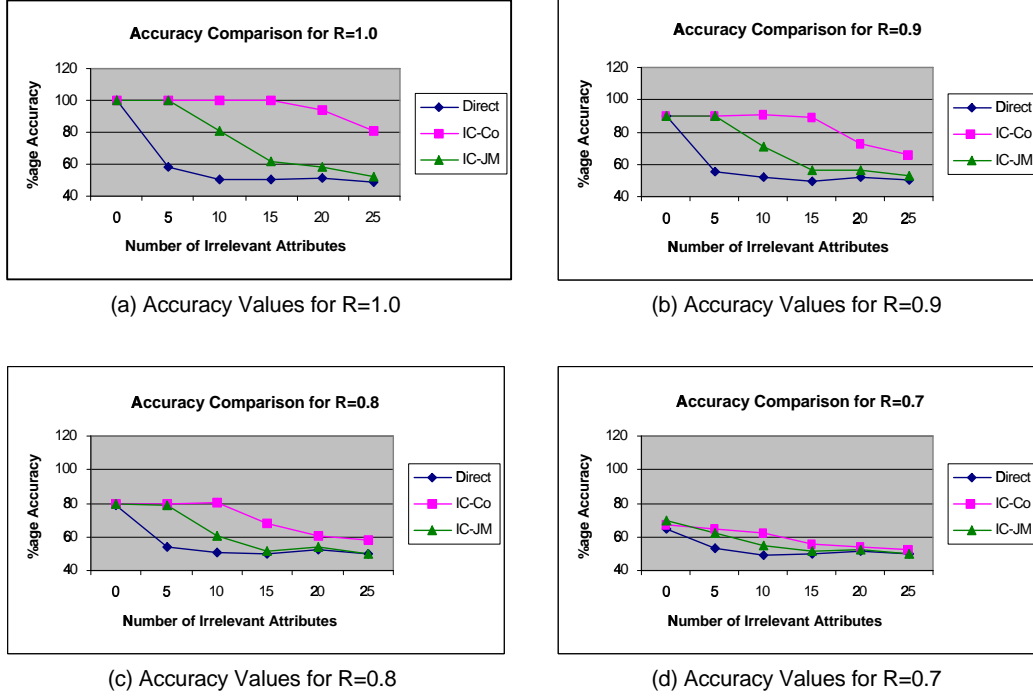 Accuracy Comparison for R=1.0
%age Accuracy
120
100
80
60
40
0 5 10 15 20 25
Number of Irrelevant Attributes
Direct
IC-Co
IC-JM
(a) Accuracy Values for R=1.0
Accuracy Comparison for R=0.9
%age Accuracy
120
100
80
60
40
0 5 10 15 20 25
Number of Irrelevant Attributes
Direct
IC-Co
IC-JM
(b) Accuracy Values for R=0.9
Accuracy Comparison for R=0.8
%age Accuracy
120
100
80
60
40
0 5 10 15 20 25
Number of Irrelevant Attributes
Direct
IC-Co
IC-JM
(c) Accuracy Values for R=0.8
Accuracy Comparison for R=0.7
%age Accuracy
120
100
80
60
40
0 5 10 15 20 25
Number of Irrelevant Attributes
Direct
IC-Co
IC-JM
(d) Accuracy Values for R=0.7